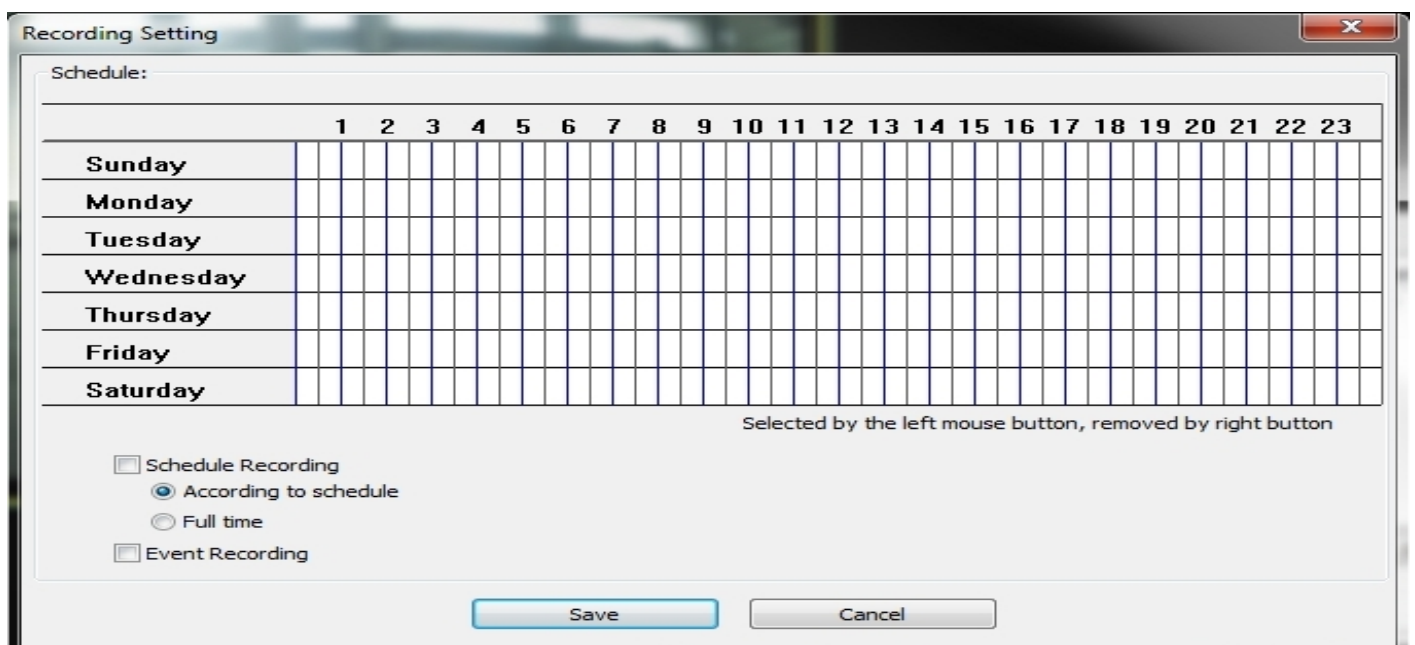 Recording Setting
Schedule:
1 2 3 4 5 6 7 8 9 10 11 12 13 14 15 16 17 18 19 20 21 22 23
Sunday
Monday
Tuesday
Wednesday
Thursday
Friday
Saturday
Selected by the left mouse button, removed by right button
Schedule Recording
According to schedule
Full time
Event Recording
Save Cancel